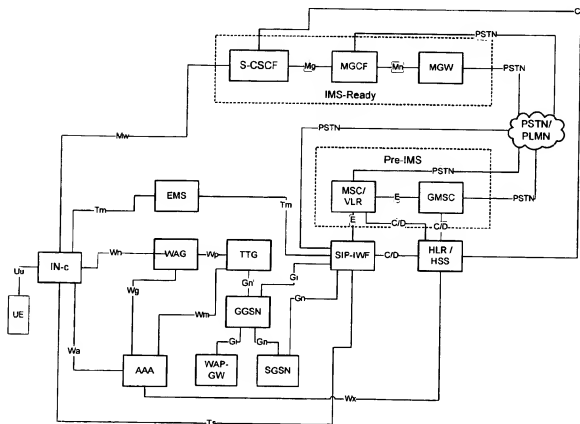 C
PSTN
S-CSCF
Mg
MGCF
Mn
MGW
PSTN
IMS-Ready
PSTN/
PLMN
PSTN
Mw
Pre-IMS
PSTN
EMS
MSC/
VLR
E
GMSC
PSTN
Tm
Tm
E
C/D
C/D
IN-c
Wn
WAG
Wp
TTG
SIP-IWF
C/D
HLR /
HSS
Uu
Wg
Wm
Gn'
Gi
Gn
UE
GGSN
Wa
Gi
Gn
AAA
WAP-
GW
SGSN
Wx
Ts